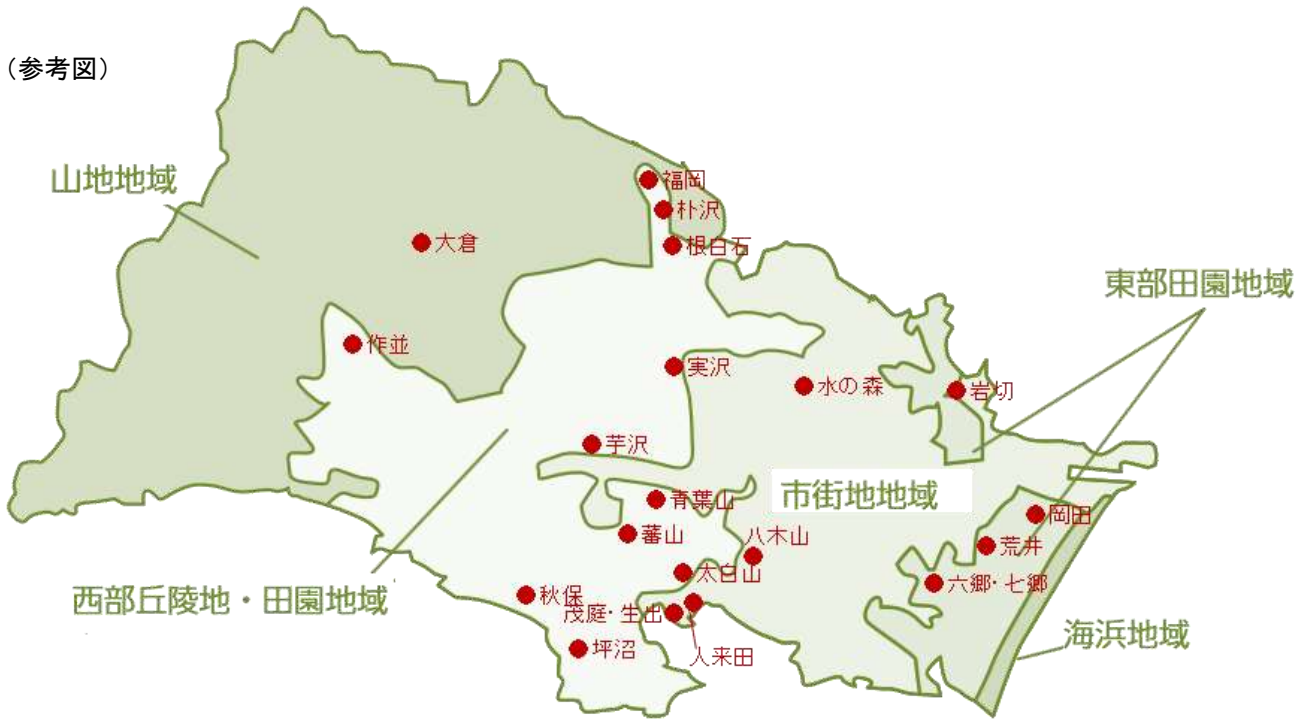 （参考図）
山地地域
福岡
朴沢
大倉
根白石
東部田園地域
作並
実沢
水の森
岩切
芋沢
市街地地域
青葉山
岡田
蕃山
八木山
荒井
太白山
六郷・七郷
西部丘陵地・田園地域
秋保
茂庭・生出
海浜地域
坪沼
人来田